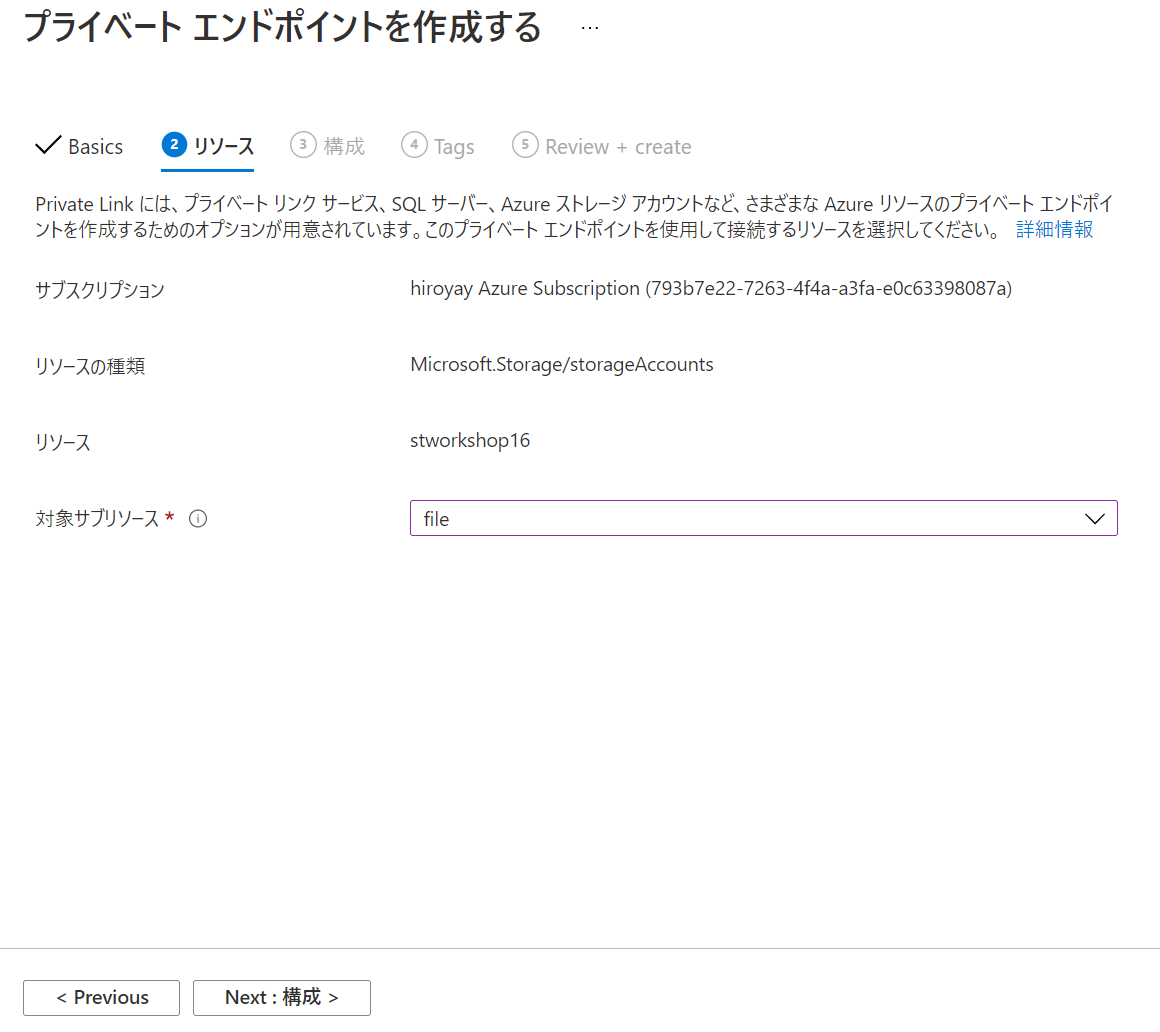 プライベート エンドポイントを作成する ...
Basics 2 リソース 3 構成 4 Tags 5 Review + create
Private Link には、プライベート リンク サービス、SQL サーバー、Azure ストレージ アカウントなど、さまざまな Azure リソースのプライベート エンドポイ
ントを作成するためのオプションが用意されています。このプライベート エンドポイントを使用して接続するリソースを選択してください。 詳細情報
サブスクリプション hiroyay Azure Subscription (793b7e22-7263-4f4a-a3fa-e0c63398087a)
リソースの種類 Microsoft.Storage/storageAccounts
リソース stworkshop16
対象サブリソース * file
< Previous Next : 構成 >